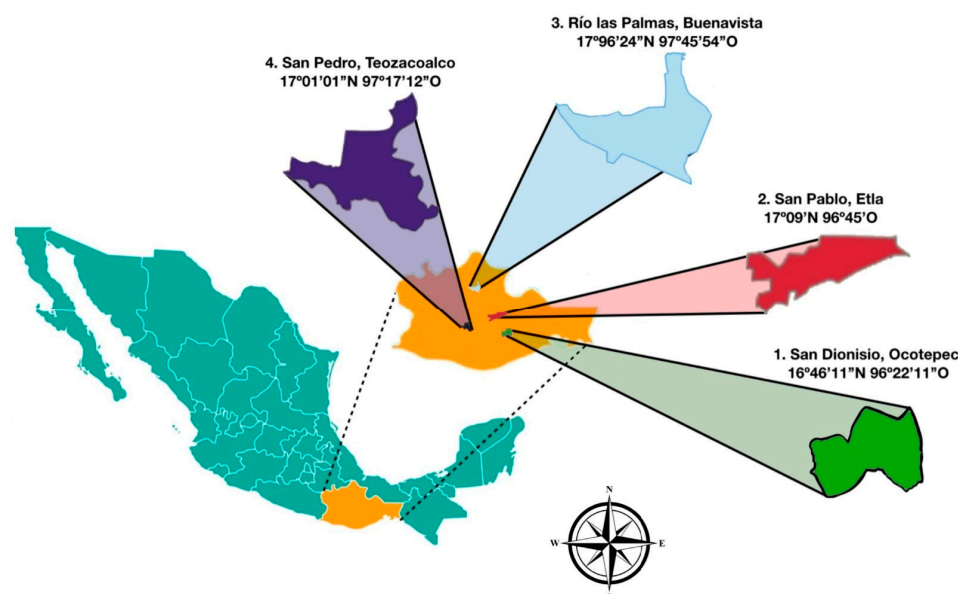 3. Río las Palmas, Buenavista
17º96’24”N 97º45’54”O
4. San Pedro, Teozacoalco
17º01’01”N 97º17’12”O
2. San Pablo, Etla
17º09’N 96º45’O
1. San Dionisio, Ocotepec
16º46’11”N 96º22’11”O
N
W
E